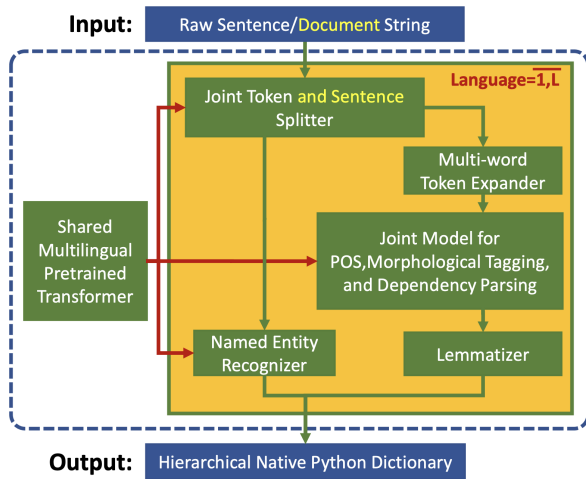 Input: Raw Sentence/Document String
Language=1,L
Joint Token and Sentence
Splitter
Multi-word
Token Expander
Shared
Multilingual
Pretrained
Transformer
Joint Model for
POS,Morphological Tagging,
and Dependency Parsing
Named Entity
Recognizer
Lemmatizer
Output: Hierarchical Native Python Dictionary